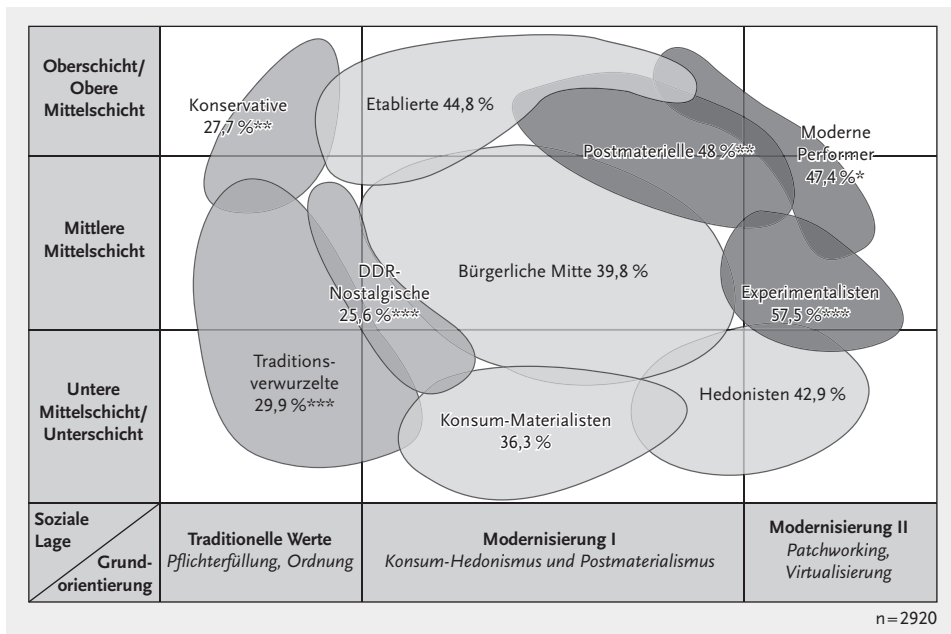 Oberschicht/
Obere
Mittelschicht
Konservative
27,7 %**
Etablierte 44,8 %
Postmaterielle 48 %**
Moderne
Performer
47,4 %*
Mittlere
Mittelschicht
DDR-
Nostalgische
25,6 %***
Bürgerliche Mitte 39,8 %
Experimentalisten
57,5 %***
Untere
Mittelschicht/
Unterschicht
Traditions-
verwurzelte
29,9 %***
Konsum-Materialisten
36,3 %
Hedonisten 42,9 %
Soziale
Lage
Grund-
orientierung
Traditionelle Werte
Pflichterfüllung, Ordnung
Modernisierung I
Konsum-Hedonismus und Postmaterialismus
Modernisierung II
Patchworking,
Virtualisierung
n=2920